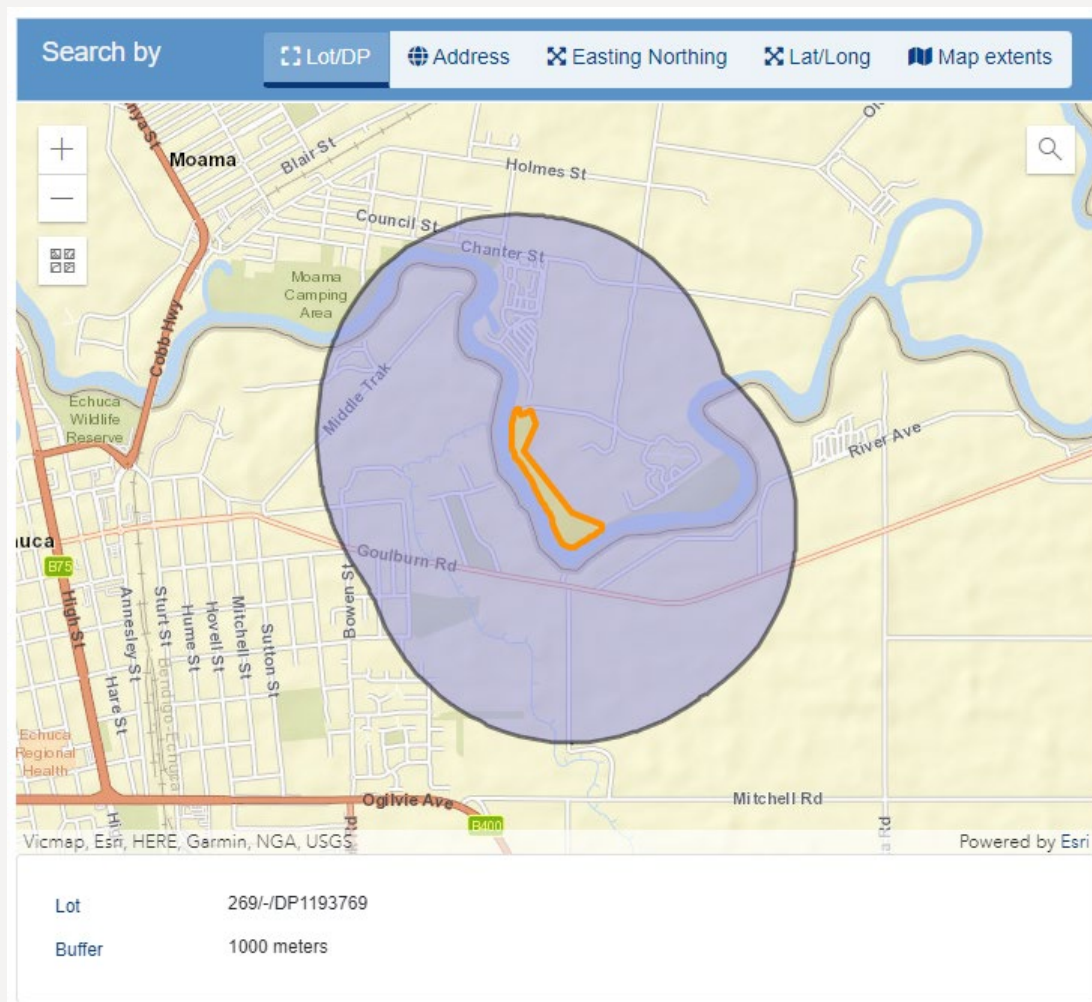 Search by
Lot/DP
Address
Easting Northing
Lat/Long
Map extents
Moama
Blair St
Holmes St
Council St
Chanter St
Moama
Camping
Area
Cobb Hwy
Middle Trak
Echuca
Wildlife
Reserve
River Ave
uca
B75
Goulburn Rd
High St
Annesley St
Sturt St
Hume St
Hovell St
Mitchell St
Sutton St
Bowen St
Hare St
Bendigo-Echuca
Echuca
Regional
Health
Ogilvie Ave
B400
Mitchell Rd
Vicmap, Esri, HERE, Garmin, NGA, USGS
Powered by Esri
Lot 269/-/DP1193769
Buffer 1000 meters